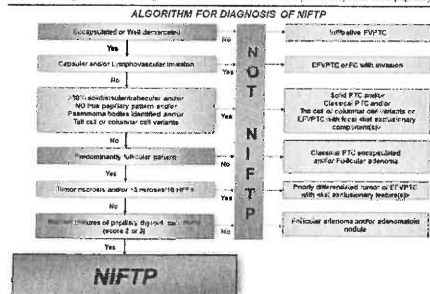 ALGORITHM FOR DIAGNOSIS OF NIFTP
Encapsulated or Well demarcated
No
Infiltrative FVPTC
Yes
Capsular and/or Lymphovascular invasion
Yes
EFVPTC or FC with invasion
No
solid/insular/trabecular and/or
NO true papillary pattern and/or
Psammoma bodies identified and/or
Tall cell or columnar cell variants
Yes
Solid PTC and/or
Classical PTC and/or
Tall cell or columnar cell variants or
EFVPTC with focal exclusionary
component(s)
No
Predominantly follicular pattern
No
Classical PTC encapsulated
and/or Follicular adenoma
Yes
Tumor necrosis and/or >3 mitoses/10 HPFs
Yes
Poorly differentiated tumor or EFVPTC
with exclusionary feature(s)
No
Nuclear features of papillary thyroid
(score 2 or 3)
No
Follicular adenoma and/or adenomatoid
nodule
Yes
NOT NIFTP
NIFTP